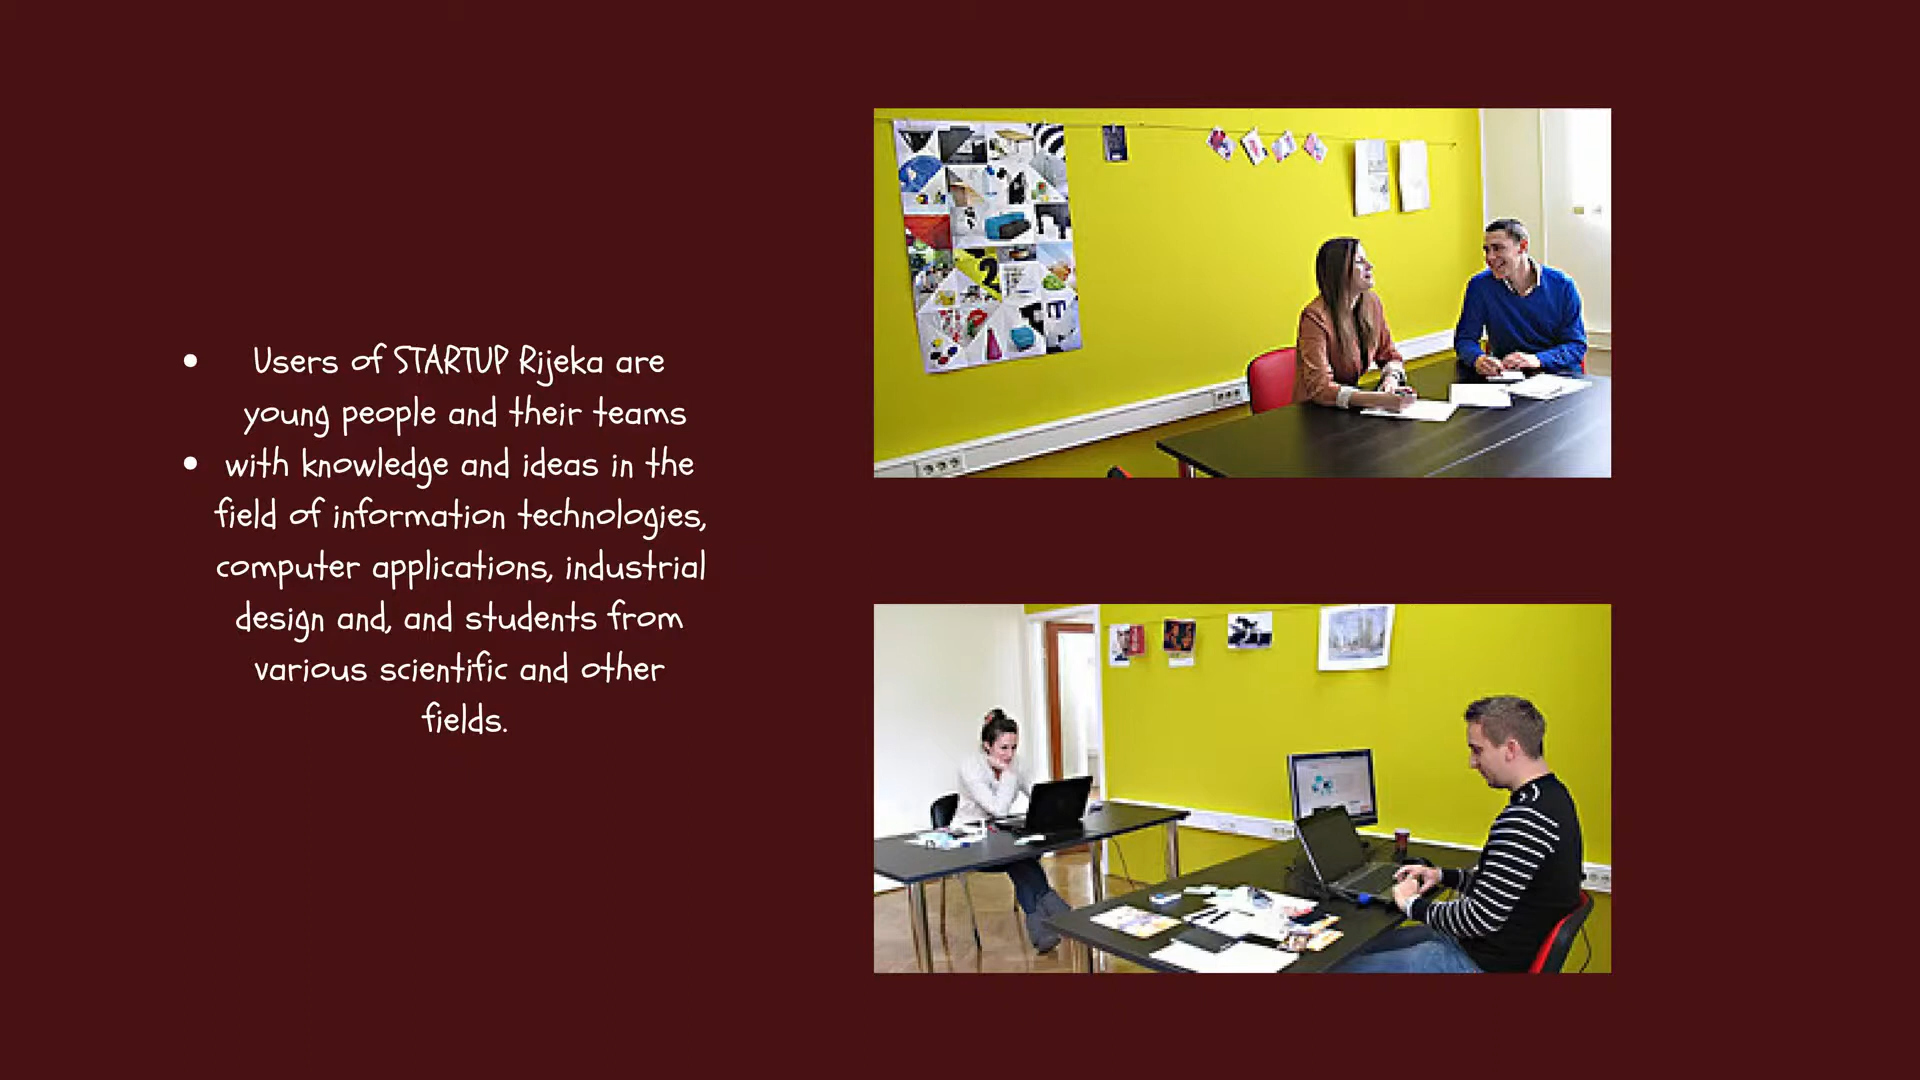 • Users of STARTUP Rijeka are
young people and their teams
• with knowledge and ideas in the
field of information technologies,
computer applications, industrial
design and, and students from
various scientific and other
fields.
2
T